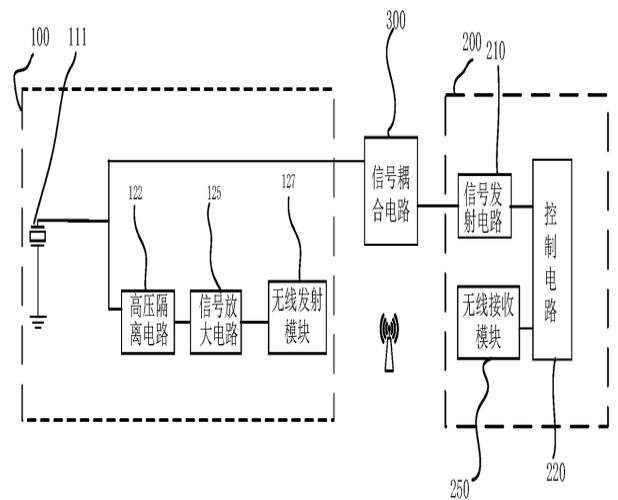 100
111
300
200
210
信号耦
合电路
122
125
127
信号发
射电路
控
制
电
路
高压隔
离电路
信号放
大电路
无线发射
模块
无线接收
模块
250
220